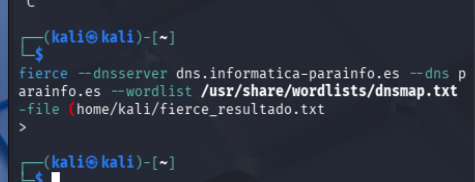 C
┌──(kali㉿kali)-[~]
└─$
fierce --dnsserver dns.informatica-parainfo.es --dns p
arainfo.es --wordlist /usr/share/wordlists/dnsmap.txt
-file (home/kali/fierce_resultado.txt
>
┌──(kali㉿kali)-[~]
└─$